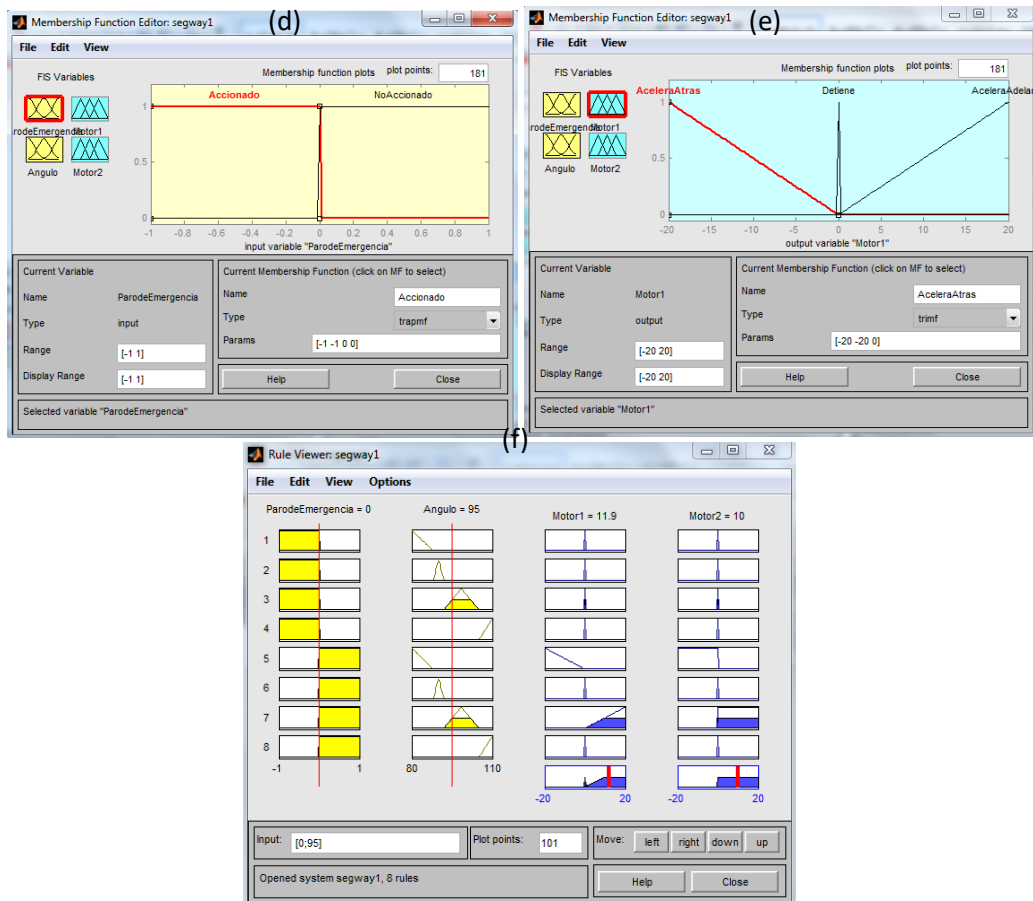 (d)
Membership Function Editor: segway1
File Edit View
FIS Variables
Membership function plots plot points: 181
Accionado NoAccionado
rodeEmergencia Motor1
Angulo Motor2
1
0.5
0
-1 -0.8 -0.6 -0.4 -0.2 0 0.2 0.4 0.6 0.8 1
input variable "ParodeEmergencia"
Current Variable
Name ParodeEmergencia
Type input
Range [-1 1]
Display Range [-1 1]
Current Membership Function (click on MF to select)
Name Accionado
Type trapmf
Params [-1 -1 0 0]
Help Close
Selected variable "ParodeEmergencia"
(e)
Membership Function Editor: segway1
File Edit View
FIS Variables
Membership function plots plot points: 181
AceleraAtras Detiene AceleraAdelan
rodeEmergencia Motor1
Angulo Motor2
1
0.5
0
-20 -15 -10 -5 0 5 10 15 20
output variable "Motor1"
Current Variable
Name Motor1
Type output
Range [-20 20]
Display Range [-20 20]
Current Membership Function (click on MF to select)
Name AceleraAtras
Type trimf
Params [-20 -20 0]
Help Close
Selected variable "Motor1"
(f)
Rule Viewer: segway1
File Edit View Options
ParodeEmergencia = 0 Angulo = 95 Motor1 = 11.9 Motor2 = 10
1
2
3
4
5
6
7
8
-1 1 80 110
-20 20 -20 20
Input: [0;95] Plot points: 101 Move: left right down up
Opened system segway1, 8 rules Help Close